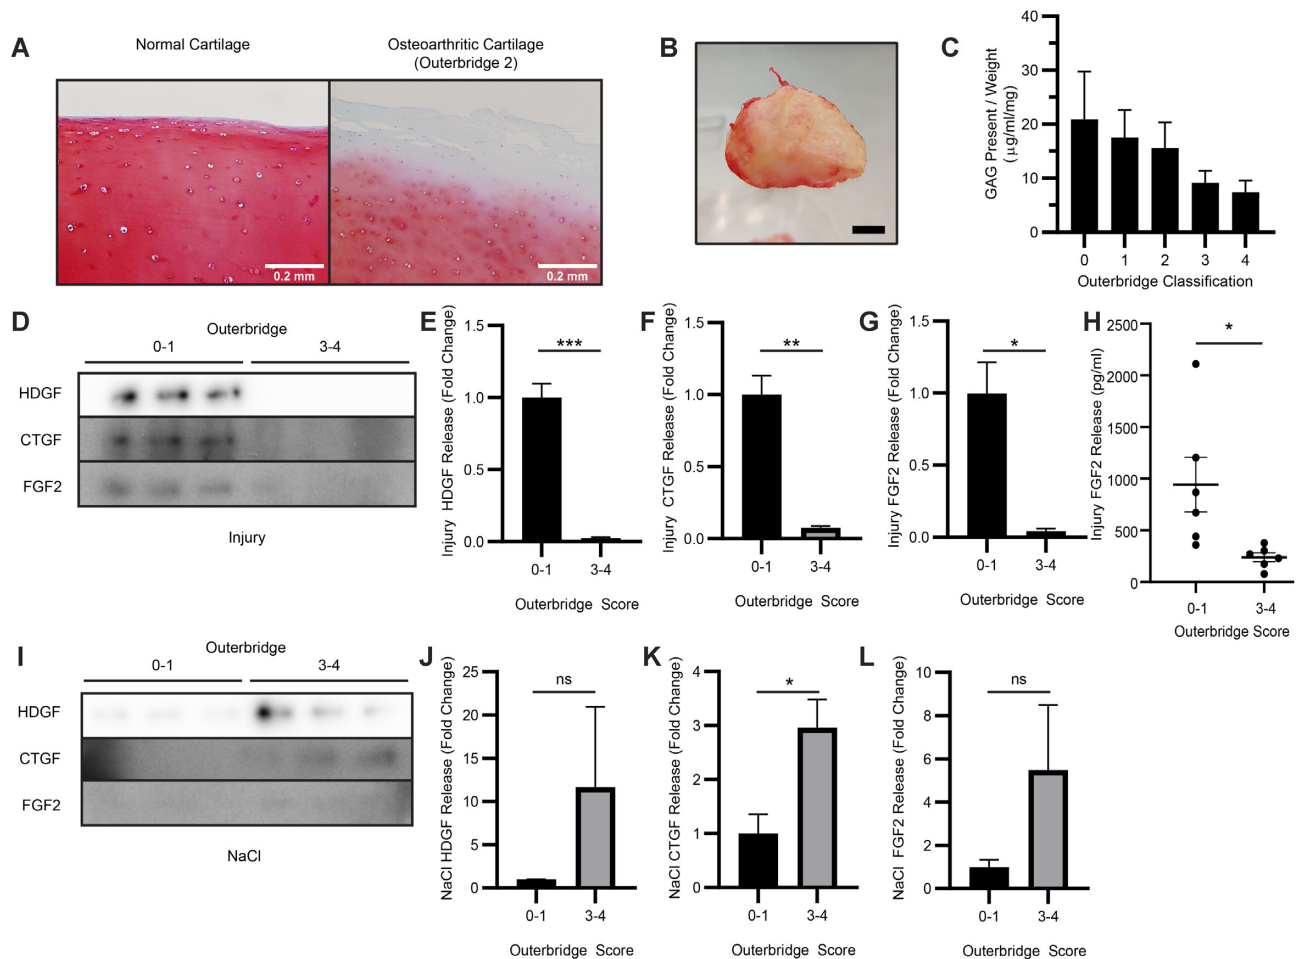 A
Normal Cartilage
Osteoarthritic Cartilage
(Outerbridge 2)
0.2 mm
0.2 mm
B
C
GAG Present / Weight
(µg/ml/mg)
40
30
20
10
0
0 1 2 3 4
Outerbridge Classification
D
Outerbridge
0-1 3-4
HDGF
CTGF
FGF2
Injury
E
Injury HDGF Release (Fold Change)
1.5
1.0
0.5
0.0
***
0-1 3-4
Outerbridge Score
F
Injury CTGF Release (Fold Change)
1.5
1.0
0.5
0.0
**
0-1 3-4
Outerbridge Score
G
Injury FGF2 Release (Fold Change)
1.5
1.0
0.5
0.0
*
0-1 3-4
Outerbridge Score
H
Injury FGF2 Release (pg/ml)
2500
2000
1500
1000
500
0
*
0-1 3-4
Outerbridge Score
I
Outerbridge
0-1 3-4
HDGF
CTGF
FGF2
NaCl
J
NaCl HDGF Release (Fold Change)
25
20
15
10
5
0
ns
0-1 3-4
Outerbridge Score
K
NaCl CTGF Release (Fold Change)
4
3
2
1
0
*
0-1 3-4
Outerbridge Score
L
NaCl FGF2 Release (Fold Change)
10
8
6
4
2
0
ns
0-1 3-4
Outerbridge Score